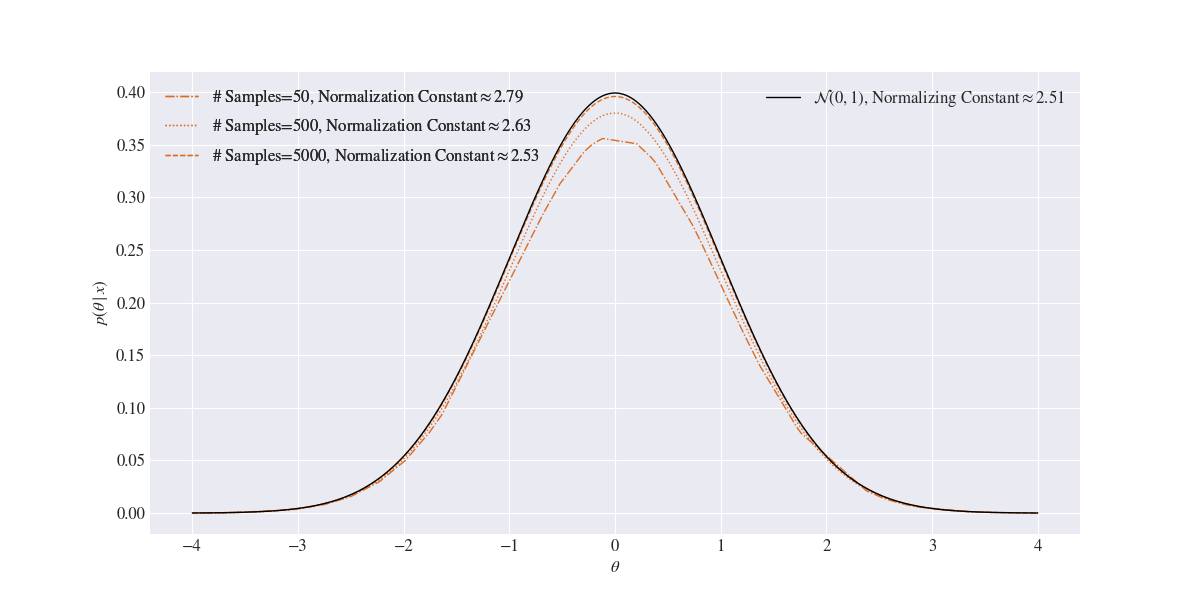 # Samples=50, Normalization Constant≈2.79
# Samples=500, Normalization Constant≈2.63
# Samples=5000, Normalization Constant≈2.53
𝒩(0, 1), Normalizing Constant≈2.51
0.40
0.35
0.30
0.25
0.20
0.15
0.10
0.05
0.00
p(θ | x)
−4 −3 −2 −1 0 1 2 3 4
θ